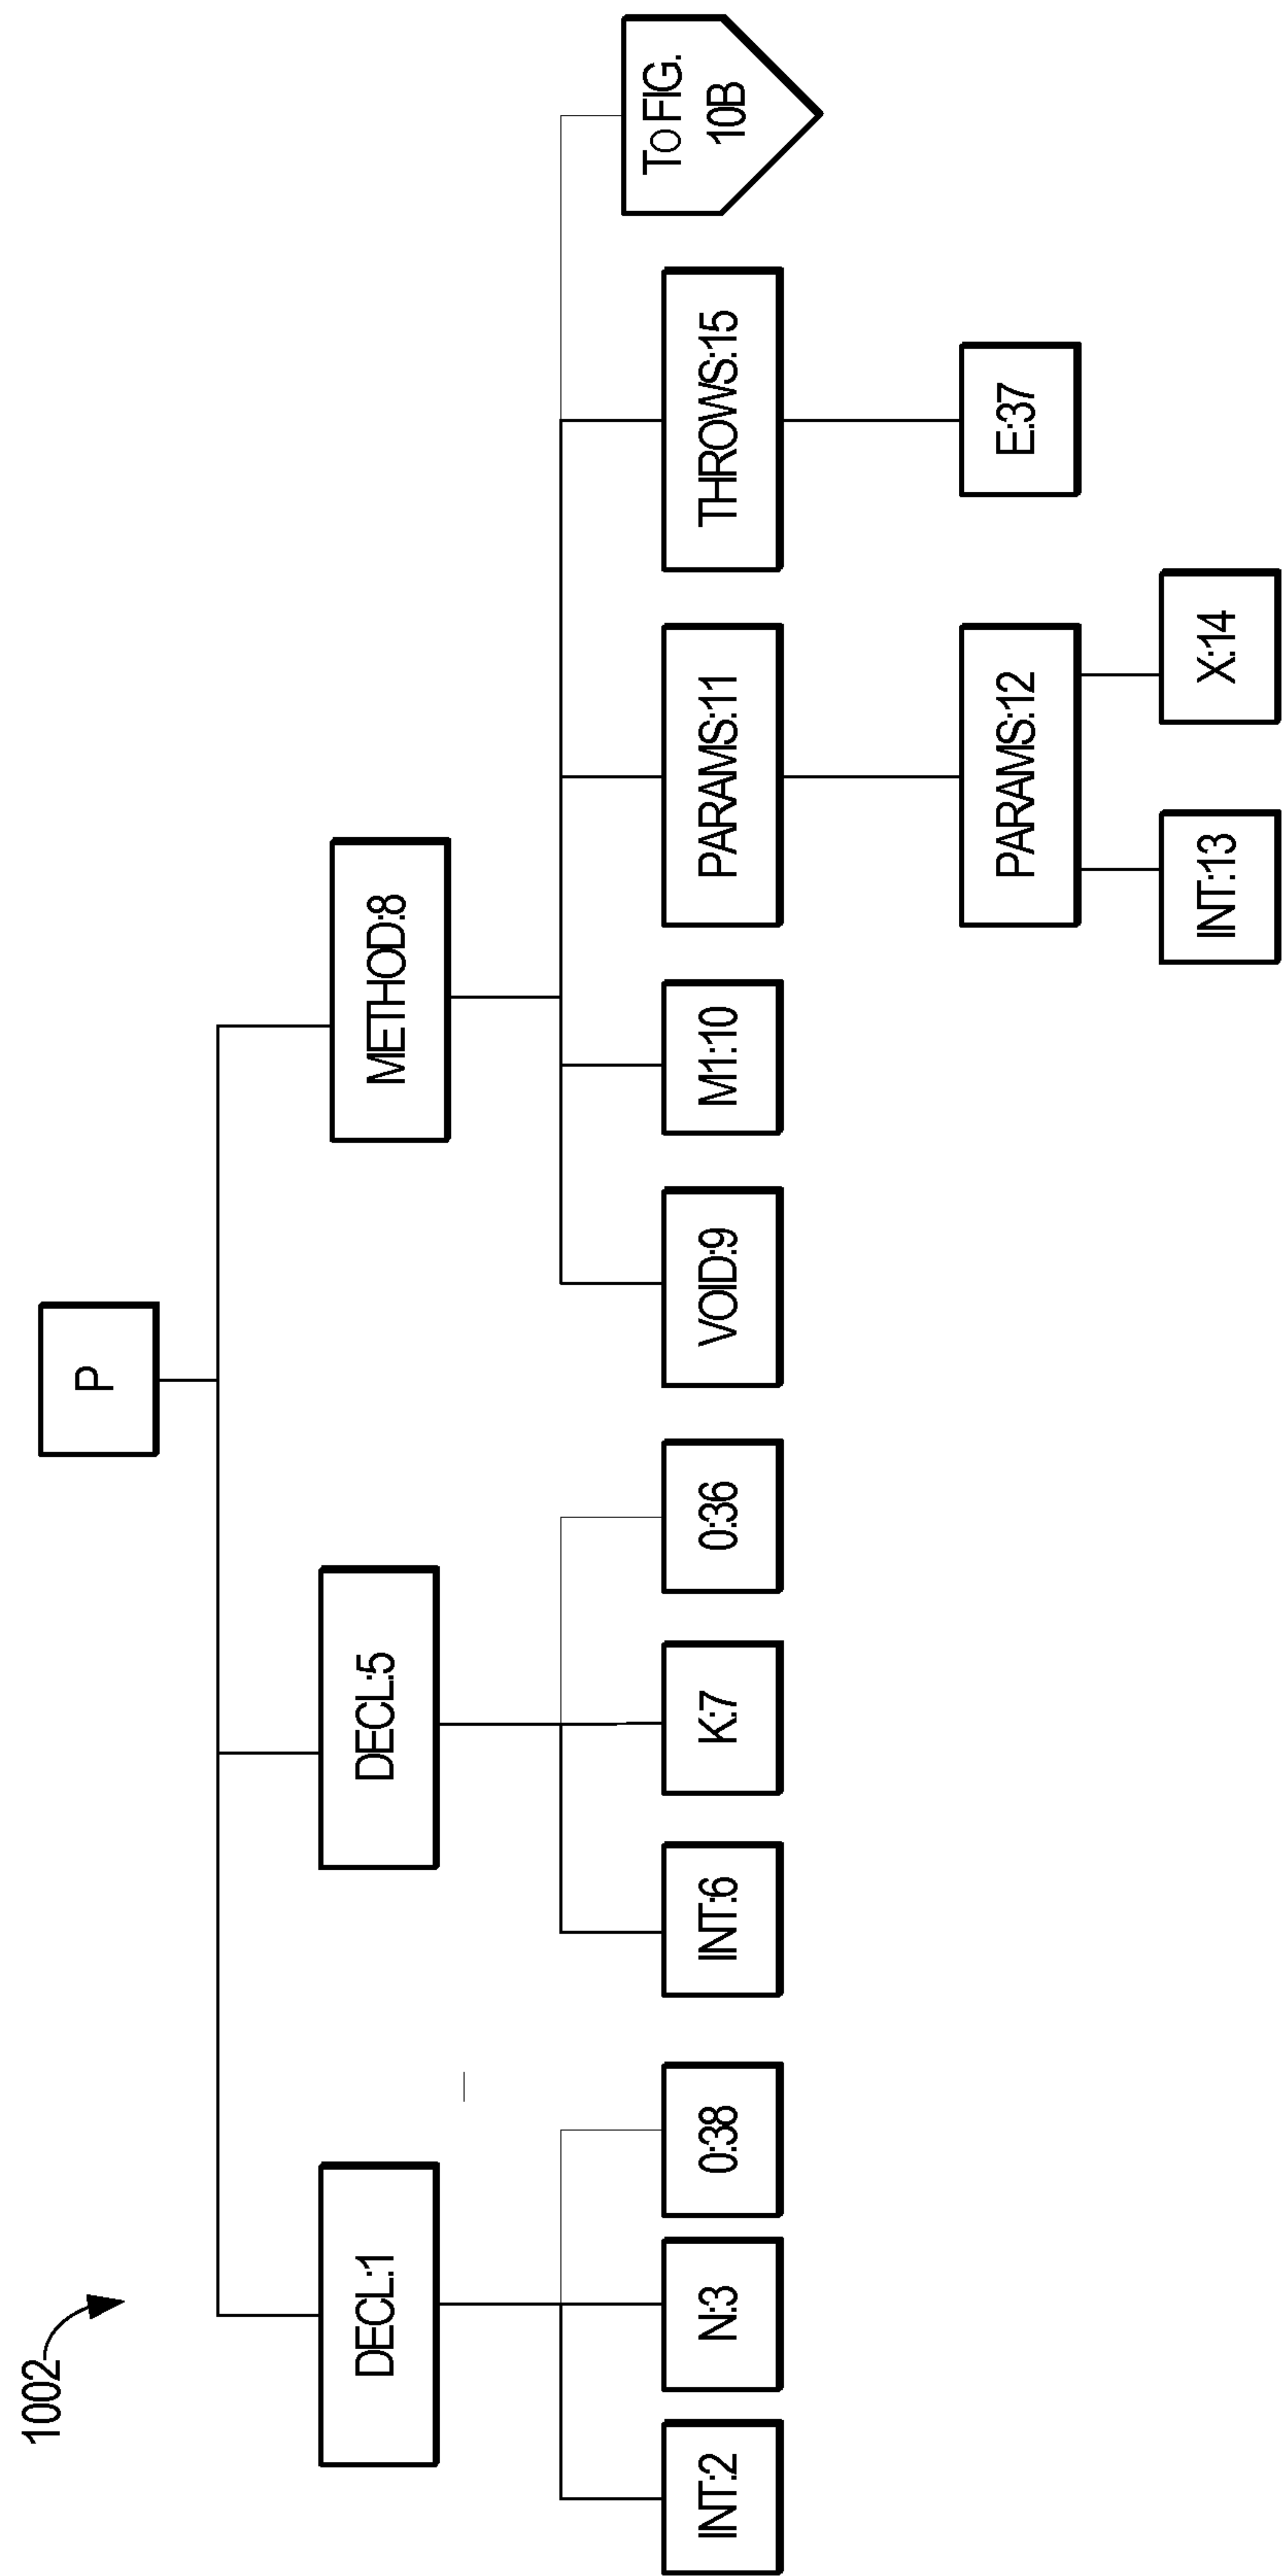 1002
P
DECL:1
DECL:5
METHOD:8
INT:2
N:3
0:38
INT:6
K:7
0:36
VOID:9
M1:10
PARAMS:11
THROWS:15
TO FIG.
10B
PARAMS:12
E:37
INT:13
X:14